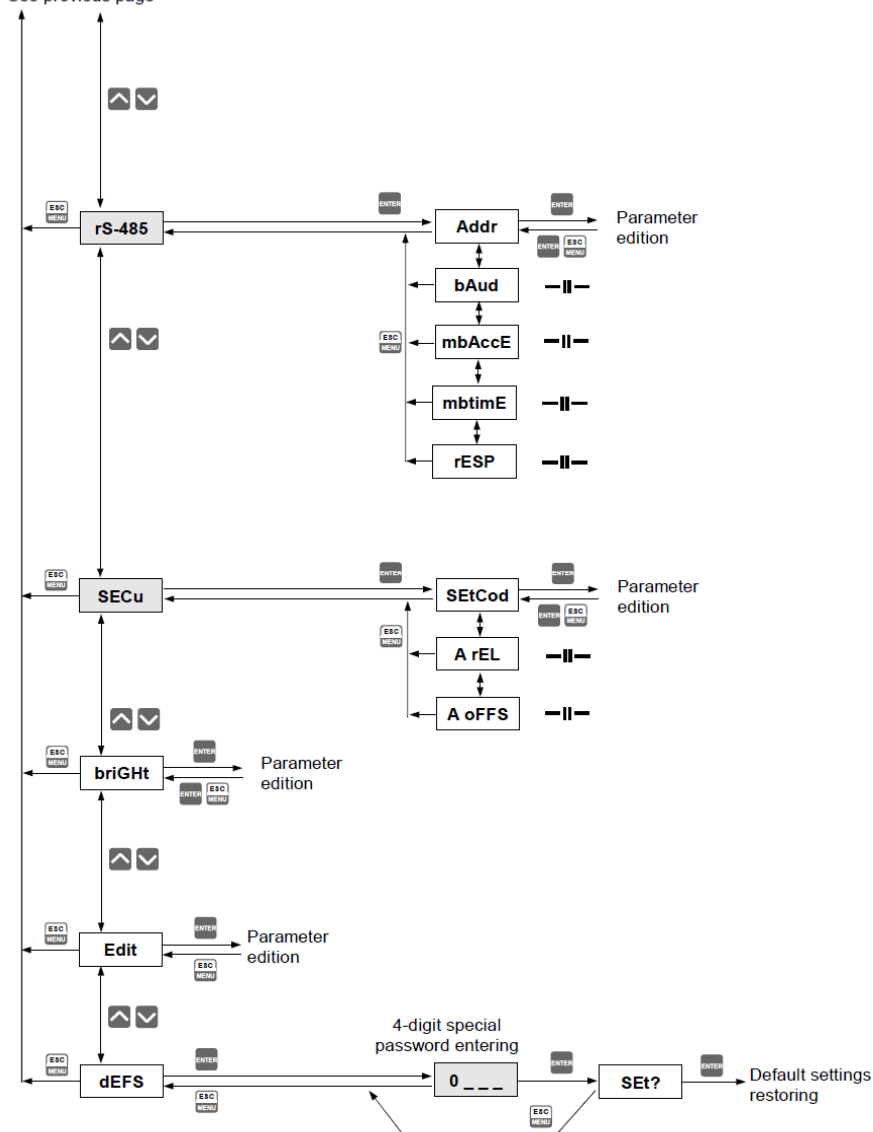 See previous page
ESC
MENU
rS-485
ENTER
Addr
ENTER
ENTER
ESC
MENU
Parameter
edition
bAud
ESC
MENU
mbAccE
mbtimE
rESP
ESC
MENU
SECu
ENTER
SEtCod
ENTER
ENTER
ESC
MENU
Parameter
edition
ESC
MENU
A rEL
A oFFS
ESC
MENU
briGHt
ENTER
ENTER
ESC
MENU
Parameter
edition
ESC
MENU
Edit
ENTER
ESC
MENU
Parameter
edition
4-digit special
password entering
ESC
MENU
dEFS
ENTER
ESC
MENU
0 _ _ _
ENTER
ESC
MENU
SEt?
ENTER
Default settings
restoring